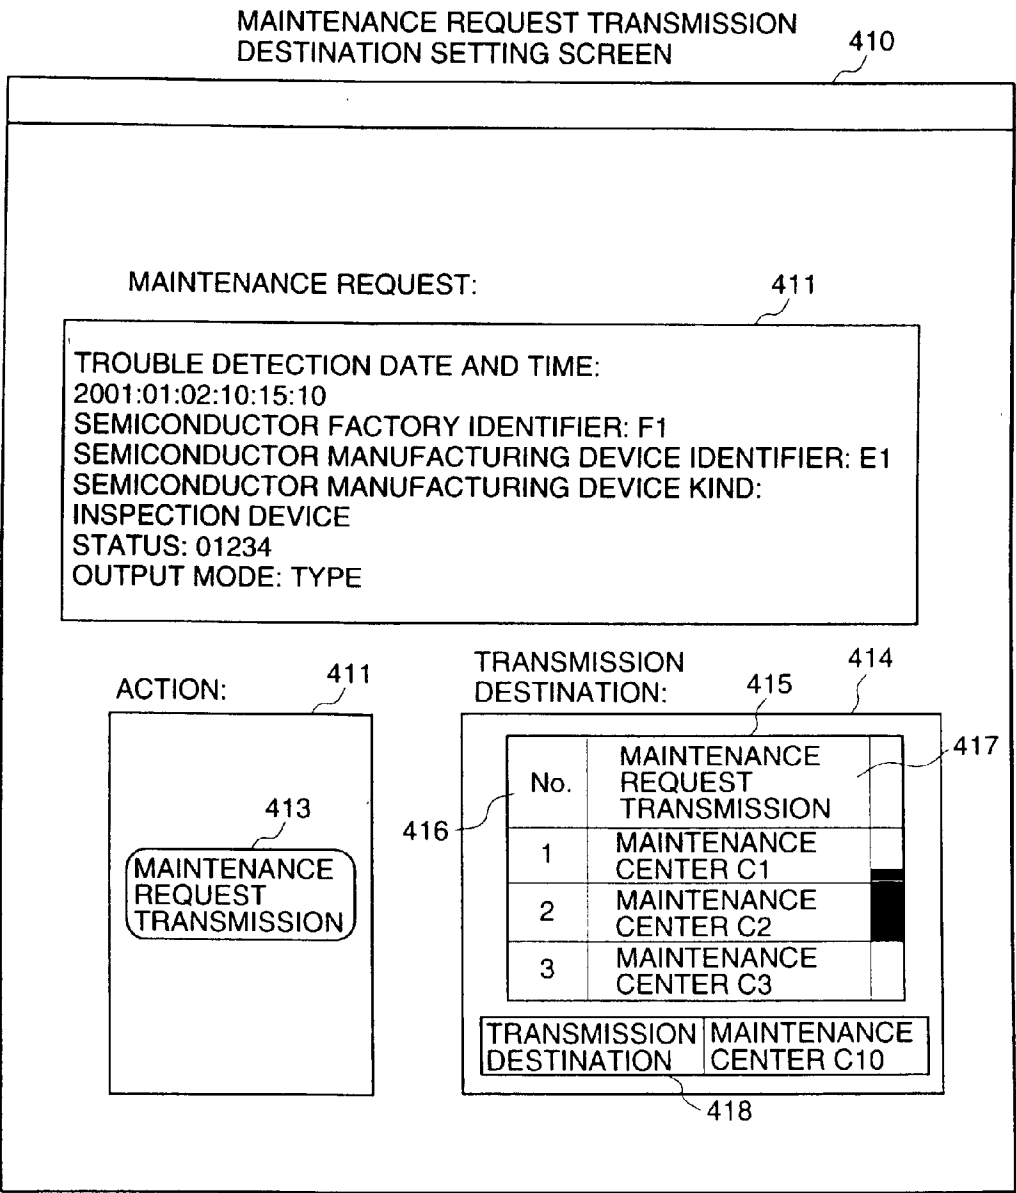 MAINTENANCE REQUEST TRANSMISSION
DESTINATION SETTING SCREEN
410
MAINTENANCE REQUEST:
411
TROUBLE DETECTION DATE AND TIME:
2001:01:02:10:15:10
SEMICONDUCTOR FACTORY IDENTIFIER: F1
SEMICONDUCTOR MANUFACTURING DEVICE IDENTIFIER: E1
SEMICONDUCTOR MANUFACTURING DEVICE KIND:
INSPECTION DEVICE
STATUS: 01234
OUTPUT MODE: TYPE
ACTION:
411
413
MAINTENANCE
REQUEST
TRANSMISSION
TRANSMISSION
DESTINATION:
414
415
416
417
No.
MAINTENANCE
REQUEST
TRANSMISSION
1
MAINTENANCE
CENTER C1
2
MAINTENANCE
CENTER C2
3
MAINTENANCE
CENTER C3
TRANSMISSION
DESTINATION
MAINTENANCE
CENTER C10
418